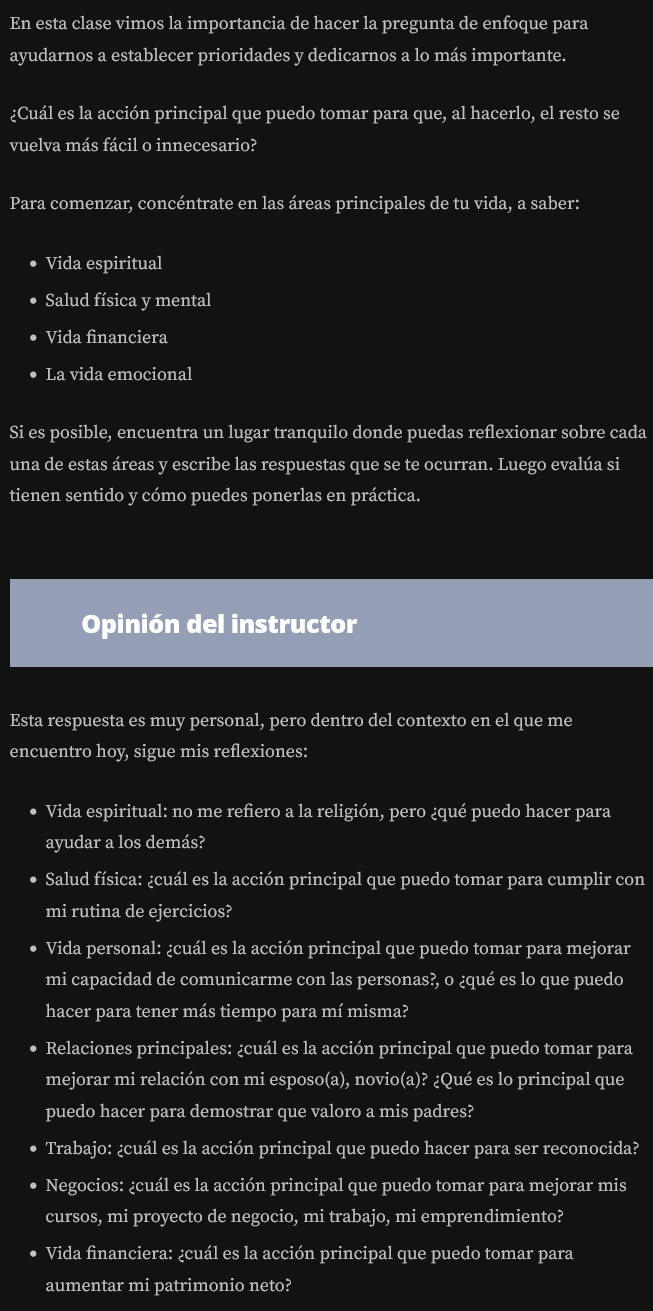 En esta clase vimos la importancia de hacer la pregunta de enfoque para
ayudarnos a establecer prioridades y dedicarnos a lo más importante.
¿Cuál es la acción principal que puedo tomar para que, al hacerlo, el resto se
vuelva más fácil o innecesario?
Para comenzar, concéntrate en las áreas principales de tu vida, a saber:
• Vida espiritual
• Salud física y mental
• Vida financiera
• La vida emocional
Si es posible, encuentra un lugar tranquilo donde puedas reflexionar sobre cada
una de estas áreas y escribe las respuestas que se te ocurran. Luego evalúa si
tienen sentido y cómo puedes ponerlas en práctica.
Opinión del instructor
Esta respuesta es muy personal, pero dentro del contexto en el que me
encuentro hoy, sigue mis reflexiones:
• Vida espiritual: no me refiero a la religión, pero ¿qué puedo hacer para
ayudar a los demás?
• Salud física: ¿cuál es la acción principal que puedo tomar para cumplir con
mi rutina de ejercicios?
• Vida personal: ¿cuál es la acción principal que puedo tomar para mejorar
mi capacidad de comunicarme con las personas?, o ¿qué es lo que puedo
hacer para tener más tiempo para mí misma?
• Relaciones principales: ¿cuál es la acción principal que puedo tomar para
mejorar mi relación con mi esposo(a), novio(a)? ¿Qué es lo principal que
puedo hacer para demostrar que valoro a mis padres?
• Trabajo: ¿cuál es la acción principal que puedo hacer para ser reconocida?
• Negocios: ¿cuál es la acción principal que puedo tomar para mejorar mis
cursos, mi proyecto de negocio, mi trabajo, mi emprendimiento?
• Vida financiera: ¿cuál es la acción principal que puedo tomar para
aumentar mi patrimonio neto?